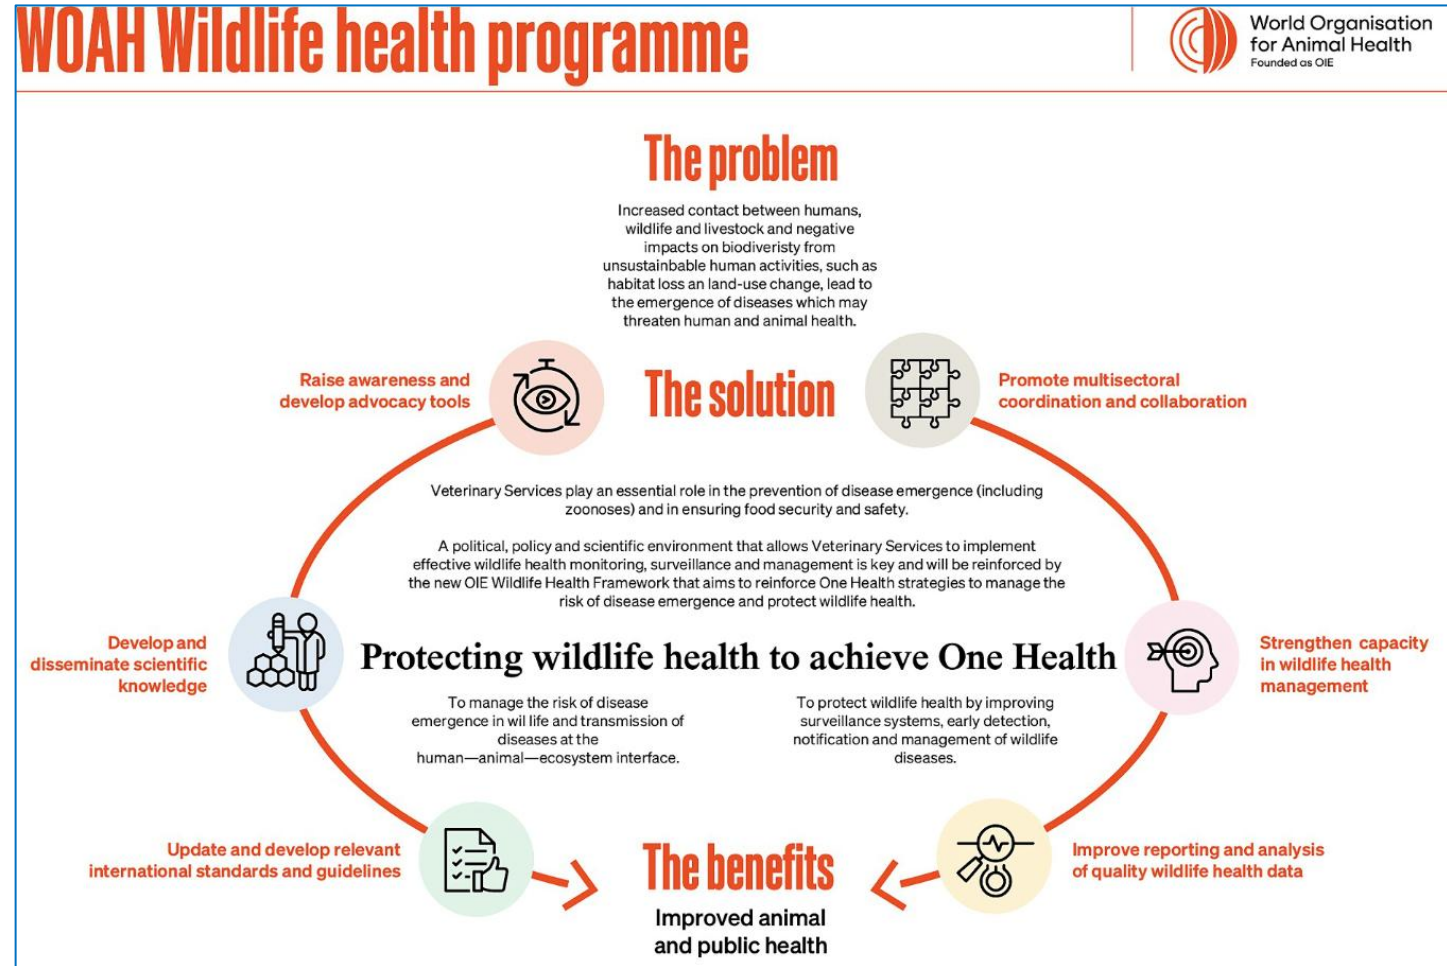 WOAH Wildlife health programme
World Organisation
for Animal Health
Founded as OIE
The problem
Increased contact between humans,
wildlife and livestock and negative
impacts on biodiveristy from
unsustainbable human activities, such as
habitat loss an land-use change, lead to
the emergence of diseases which may
threaten human and animal health.
Raise awareness and
develop advocacy tools
The solution
Promote multisectoral
coordination and collaboration
Veterinary Services play an essential role in the prevention of disease emergence (including
zoonoses) and in ensuring food security and safety.
A political, policy and scientific environment that allows Veterinary Services to implement
effective wildlife health monitoring, surveillance and management is key and will be reinforced by
the new OIE Wildlife Health Framework that aims to reinforce One Health strategies to manage the
risk of disease emergence and protect wildlife health.
Develop and
disseminate scientific
knowledge
Protecting wildlife health to achieve One Health
Strengthen capacity
in wildlife health
management
To manage the risk of disease
emergence in wil life and transmission of
diseases at the
human—animal—ecosystem interface.
To protect wildlife health by improving
surveillance systems, early detection,
notification and management of wildlife
diseases.
Update and develop relevant
international standards and guidelines
The benefits
Improved animal
and public health
Improve reporting and analysis
of quality wildlife health data